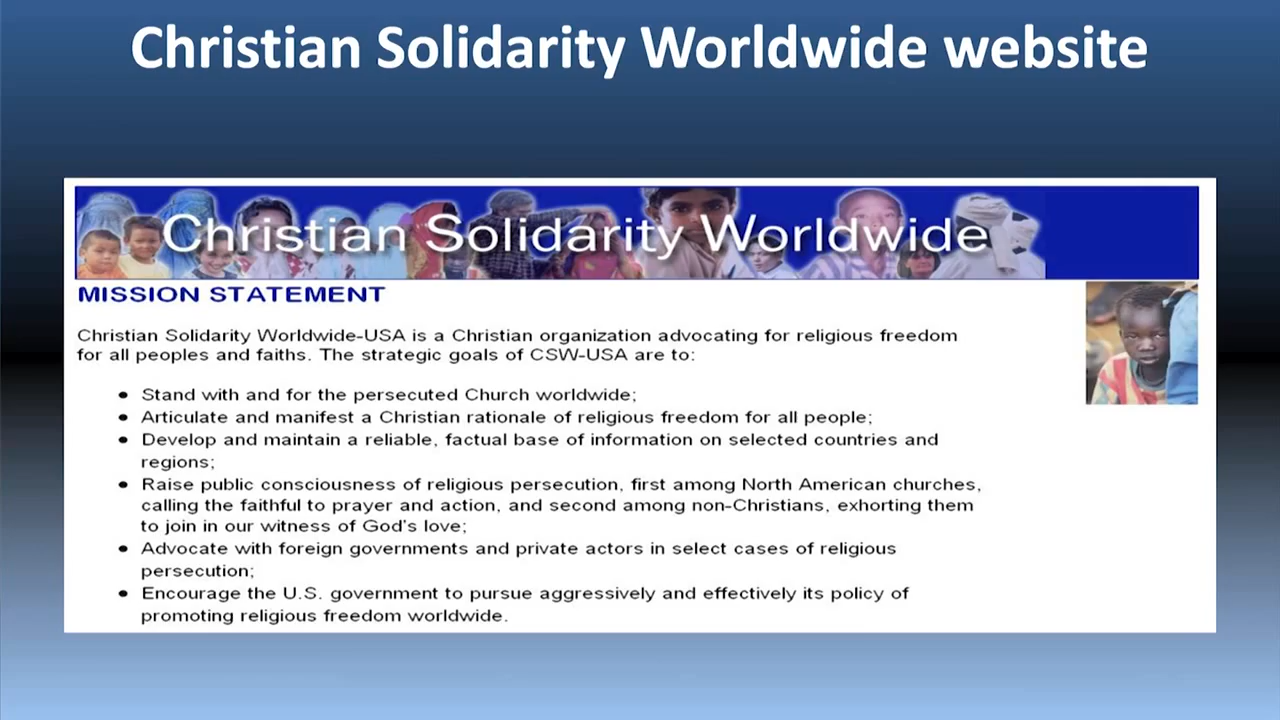 Christian Solidarity Worldwide website
Christian Solidarity Worldwide
MISSION STATEMENT
Christian Solidarity Worldwide-USA is a Christian organization advocating for religious freedom
for all peoples and faiths. The strategic goals of CSW-USA are to:
• Stand with and for the persecuted Church worldwide;
• Articulate and manifest a Christian rationale of religious freedom for all people;
• Develop and maintain a reliable, factual base of information on selected countries and
regions;
• Raise public consciousness of religious persecution, first among North American churches,
calling the faithful to prayer and action, and second among non-Christians, exhorting them
to join in our witness of God's love;
• Advocate with foreign governments and private actors in select cases of religious
persecution;
• Encourage the U.S. government to pursue aggressively and effectively its policy of
promoting religious freedom worldwide.